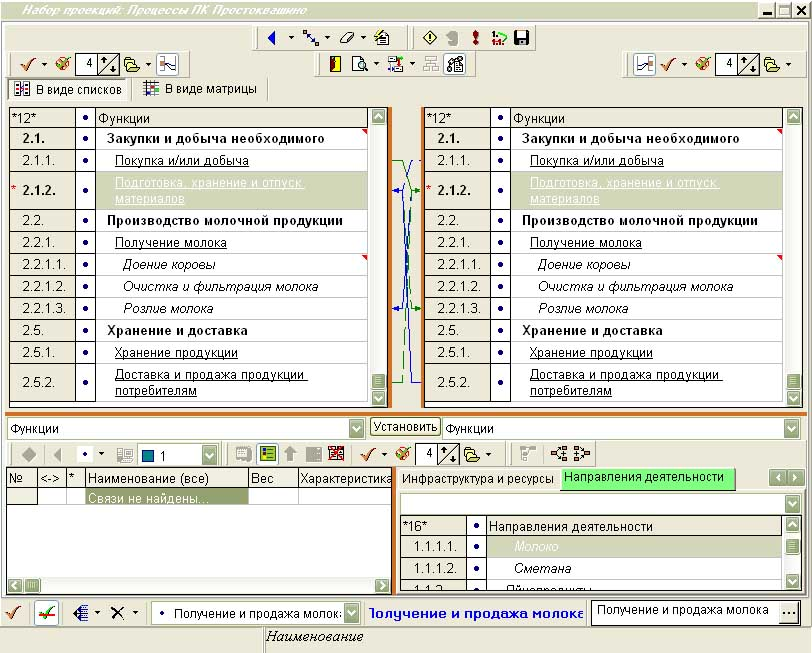 Набор проекций: Процессы ПК Простоквашино
4
4
В виде списков В виде матрицы
*12* • Функции
2.1. • Закупки и добыча необходимого
2.1.1. • Покупка и/или добыча
* 2.1.2. • Подготовка, хранение и отпуск
материалов
2.2. • Производство молочной продукции
2.2.1. • Получение молока
2.2.1.1. • Доение коровы
2.2.1.2. • Очистка и фильтрация молока
2.2.1.3. • Розлив молока
2.5. • Хранение и доставка
2.5.1. • Хранение продукции
2.5.2. • Доставка и продажа продукции
потребителям
*12* • Функции
2.1. • Закупки и добыча необходимого
2.1.1. • Покупка и/или добыча
* 2.1.2. • Подготовка, хранение и отпуск
материалов
2.2. • Производство молочной продукции
2.2.1. • Получение молока
2.2.1.1. • Доение коровы
2.2.1.2. • Очистка и фильтрация молока
2.2.1.3. • Розлив молока
2.5. • Хранение и доставка
2.5.1. • Хранение продукции
2.5.2. • Доставка и продажа продукции
потребителям
Функции Установить Функции
1 4
№ <-> * Наименование (все) Вес Характеристика
Связи не найдены...
Инфраструктура и ресурсы Направления деятельности
*16* • Направления деятельности
1.1.1.1. • Молоко
1.1.1.2. • Сметана
• Получение и продажа молок Получение и продажа молока Получение и продажа молока ...
Наименование